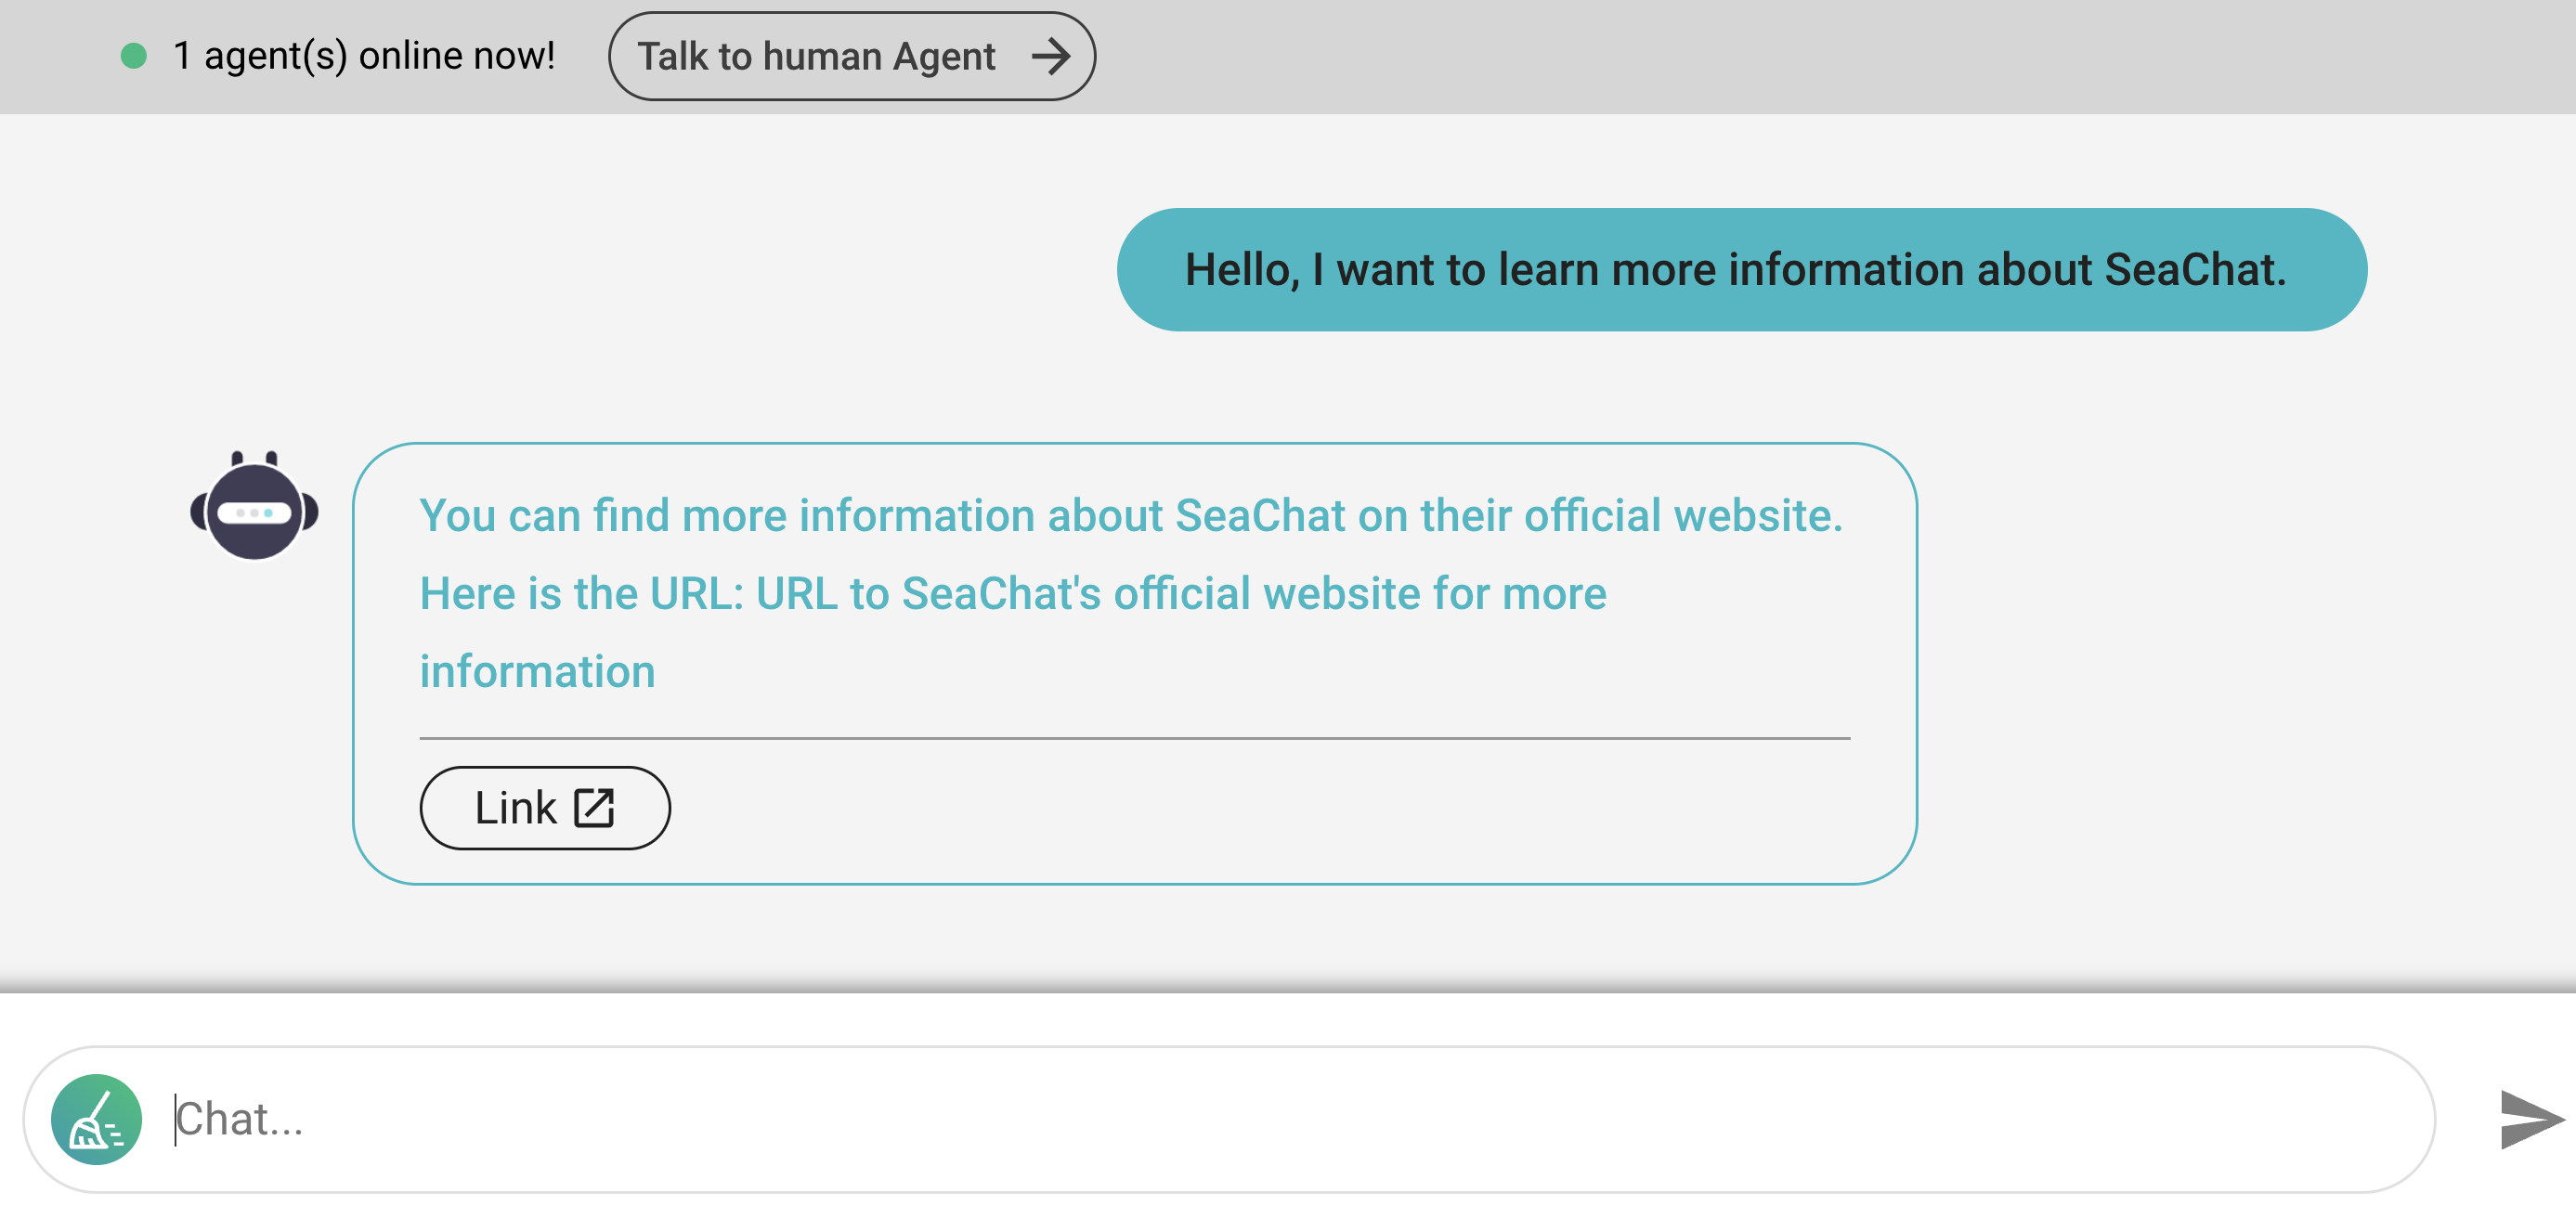 1 agent(s) online now!
Talk to human Agent
Hello, I want to learn more information about SeaChat.
You can find more information about SeaChat on their official website.
Here is the URL: URL to SeaChat's official website for more
information
Link
Chat...